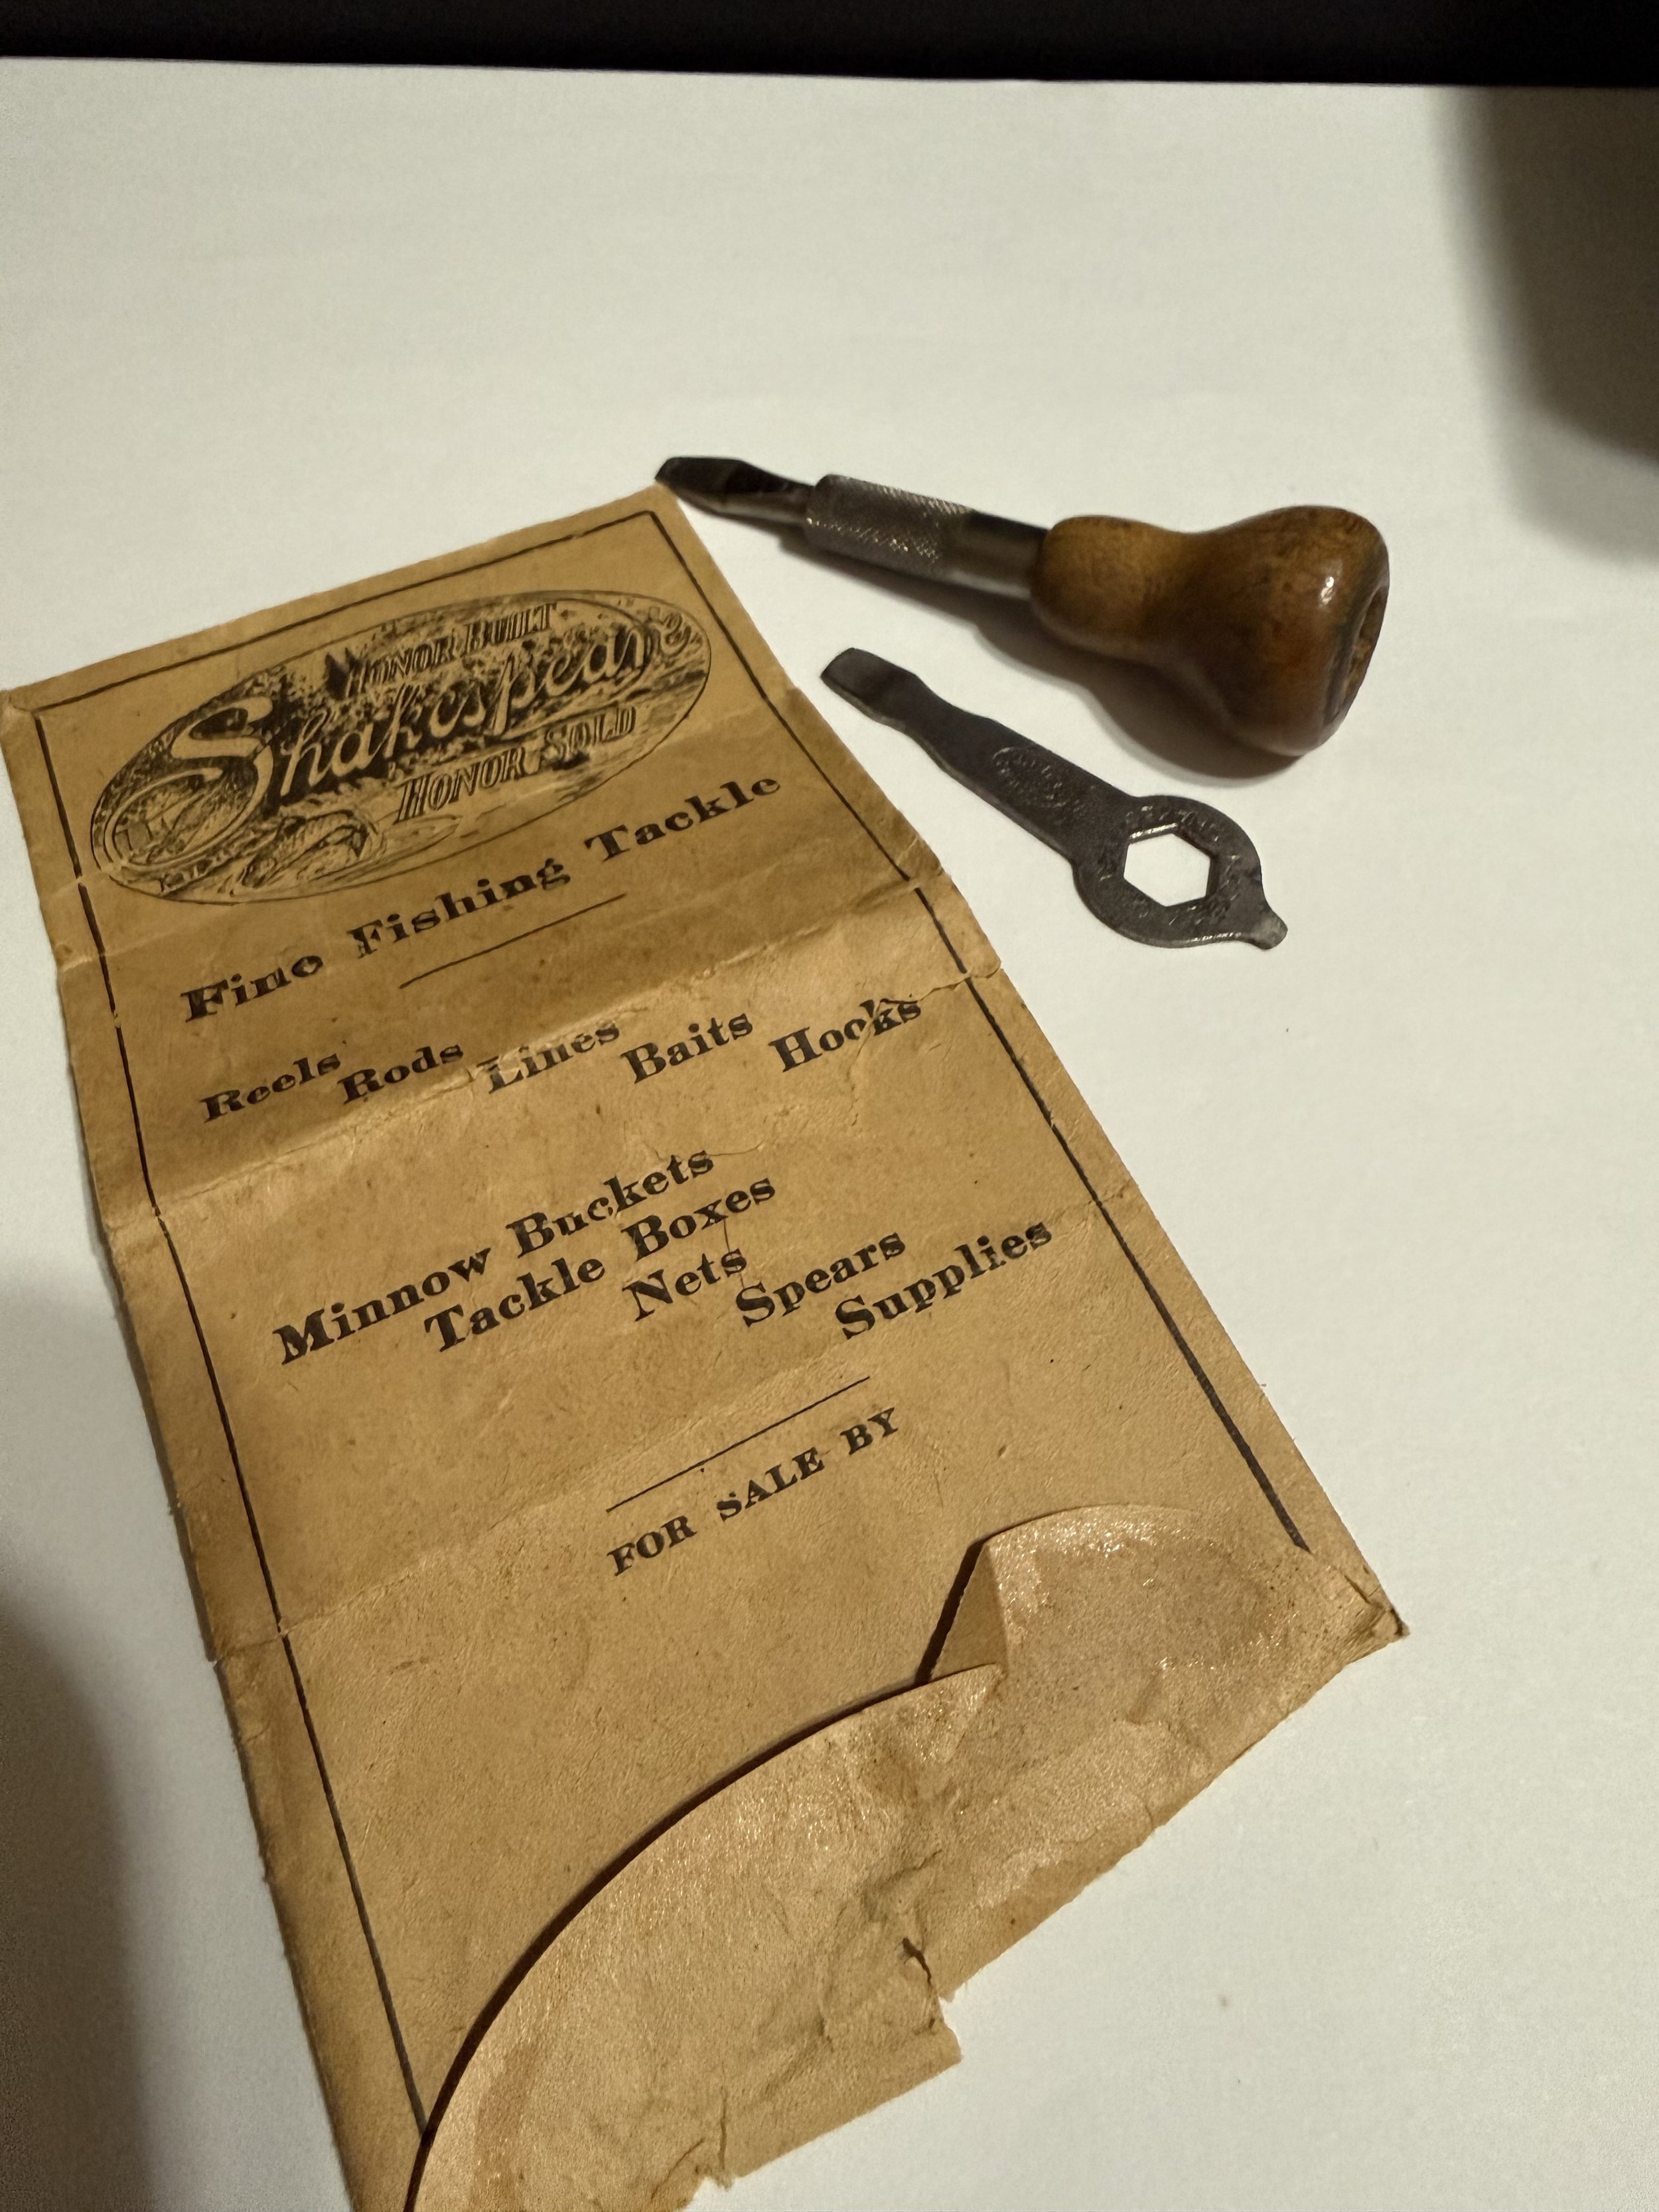 HONOR BUILT
Shakespeare
HONOR SOLD
Fine Fishing Tackle
Reels Rods Lines Baits Hooks
Minnow Buckets
Tackle Boxes
Nets
Spears
Supplies
FOR SALE BY